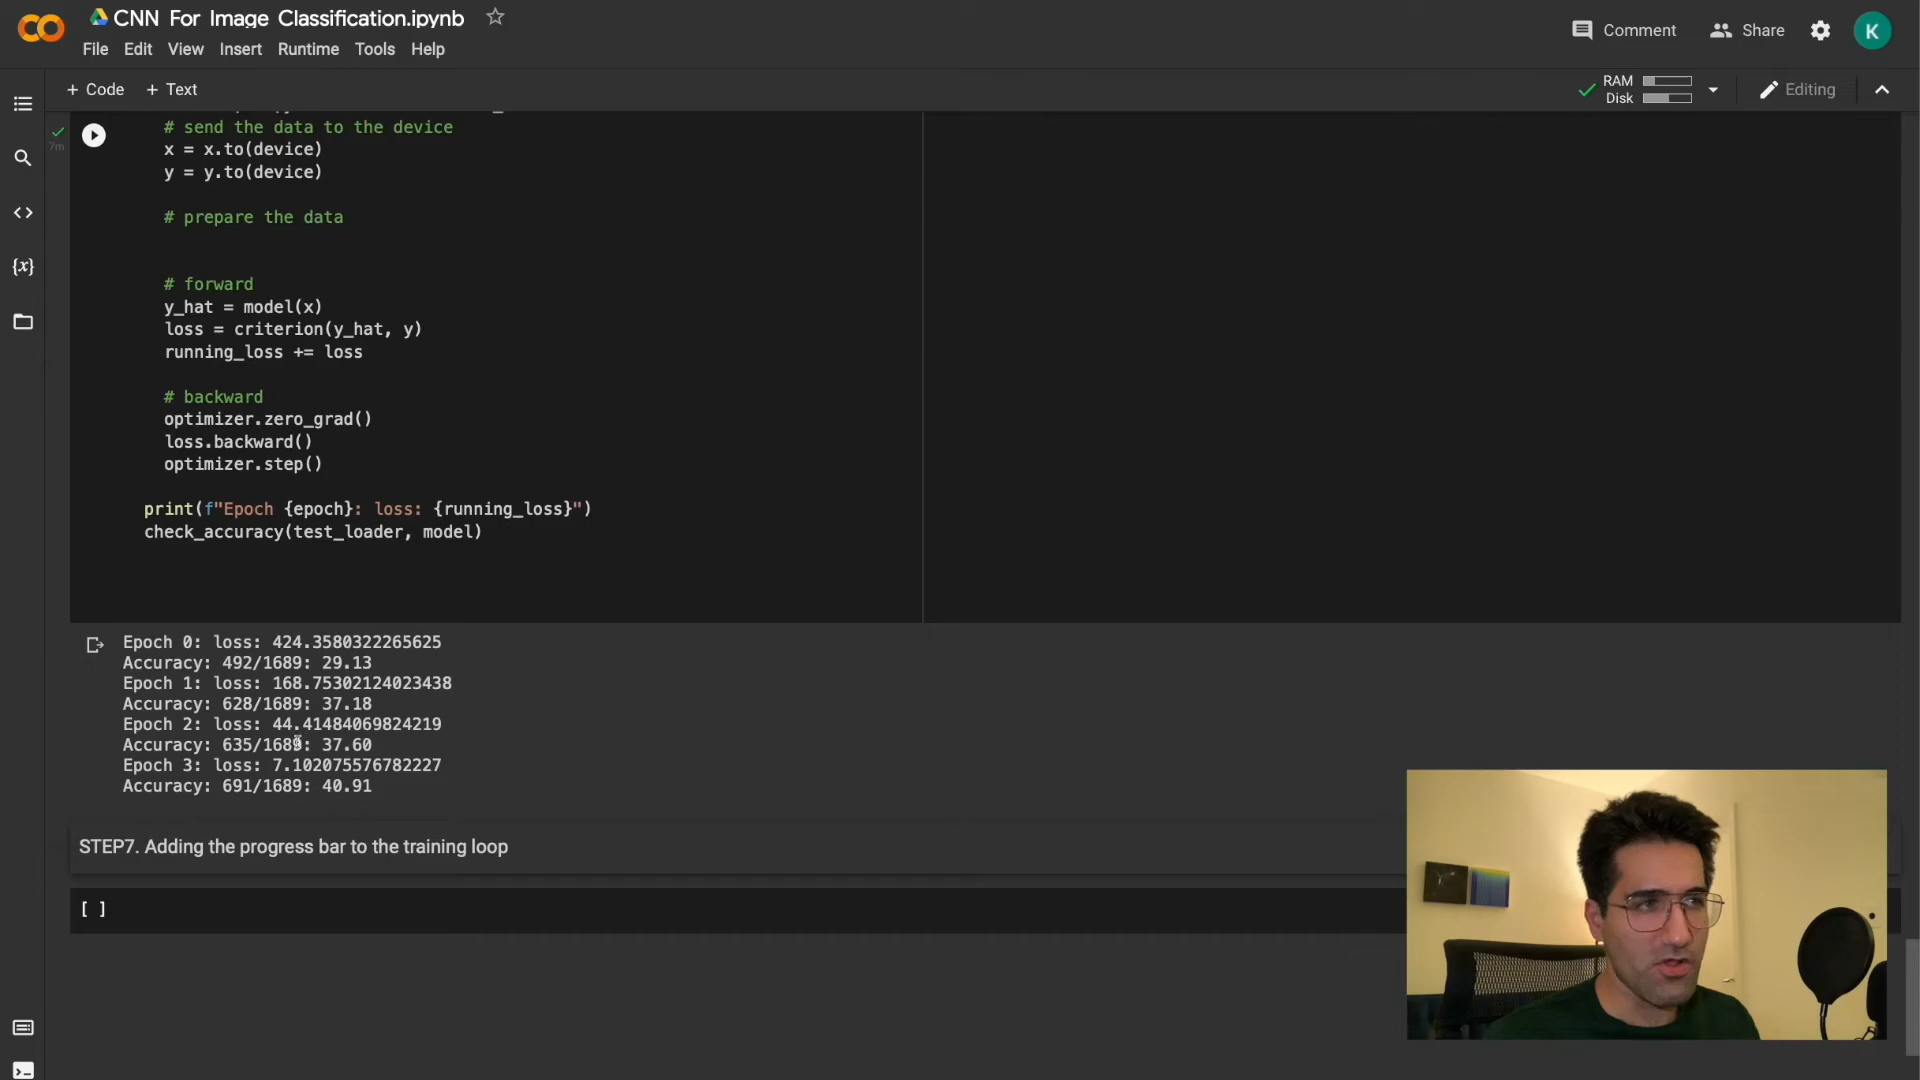 CNN For Image Classification.ipynb
File Edit View Insert Runtime Tools Help
Comment
Share
K
+ Code + Text
RAM
Disk
Editing
7m
# send the data to the device
x = x.to(device)
y = y.to(device)
# prepare the data
# forward
y_hat = model(x)
loss = criterion(y_hat, y)
running_loss += loss
# backward
optimizer.zero_grad()
loss.backward()
optimizer.step()
print(f"Epoch {epoch}: loss: {running_loss}")
check_accuracy(test_loader, model)
Epoch 0: loss: 424.3580322265625
Accuracy: 492/1689: 29.13
Epoch 1: loss: 168.75302124023438
Accuracy: 628/1689: 37.18
Epoch 2: loss: 44.41484069824219
Accuracy: 635/1689: 37.60
Epoch 3: loss: 7.102075576782227
Accuracy: 691/1689: 40.91
STEP7. Adding the progress bar to the training loop
[ ]